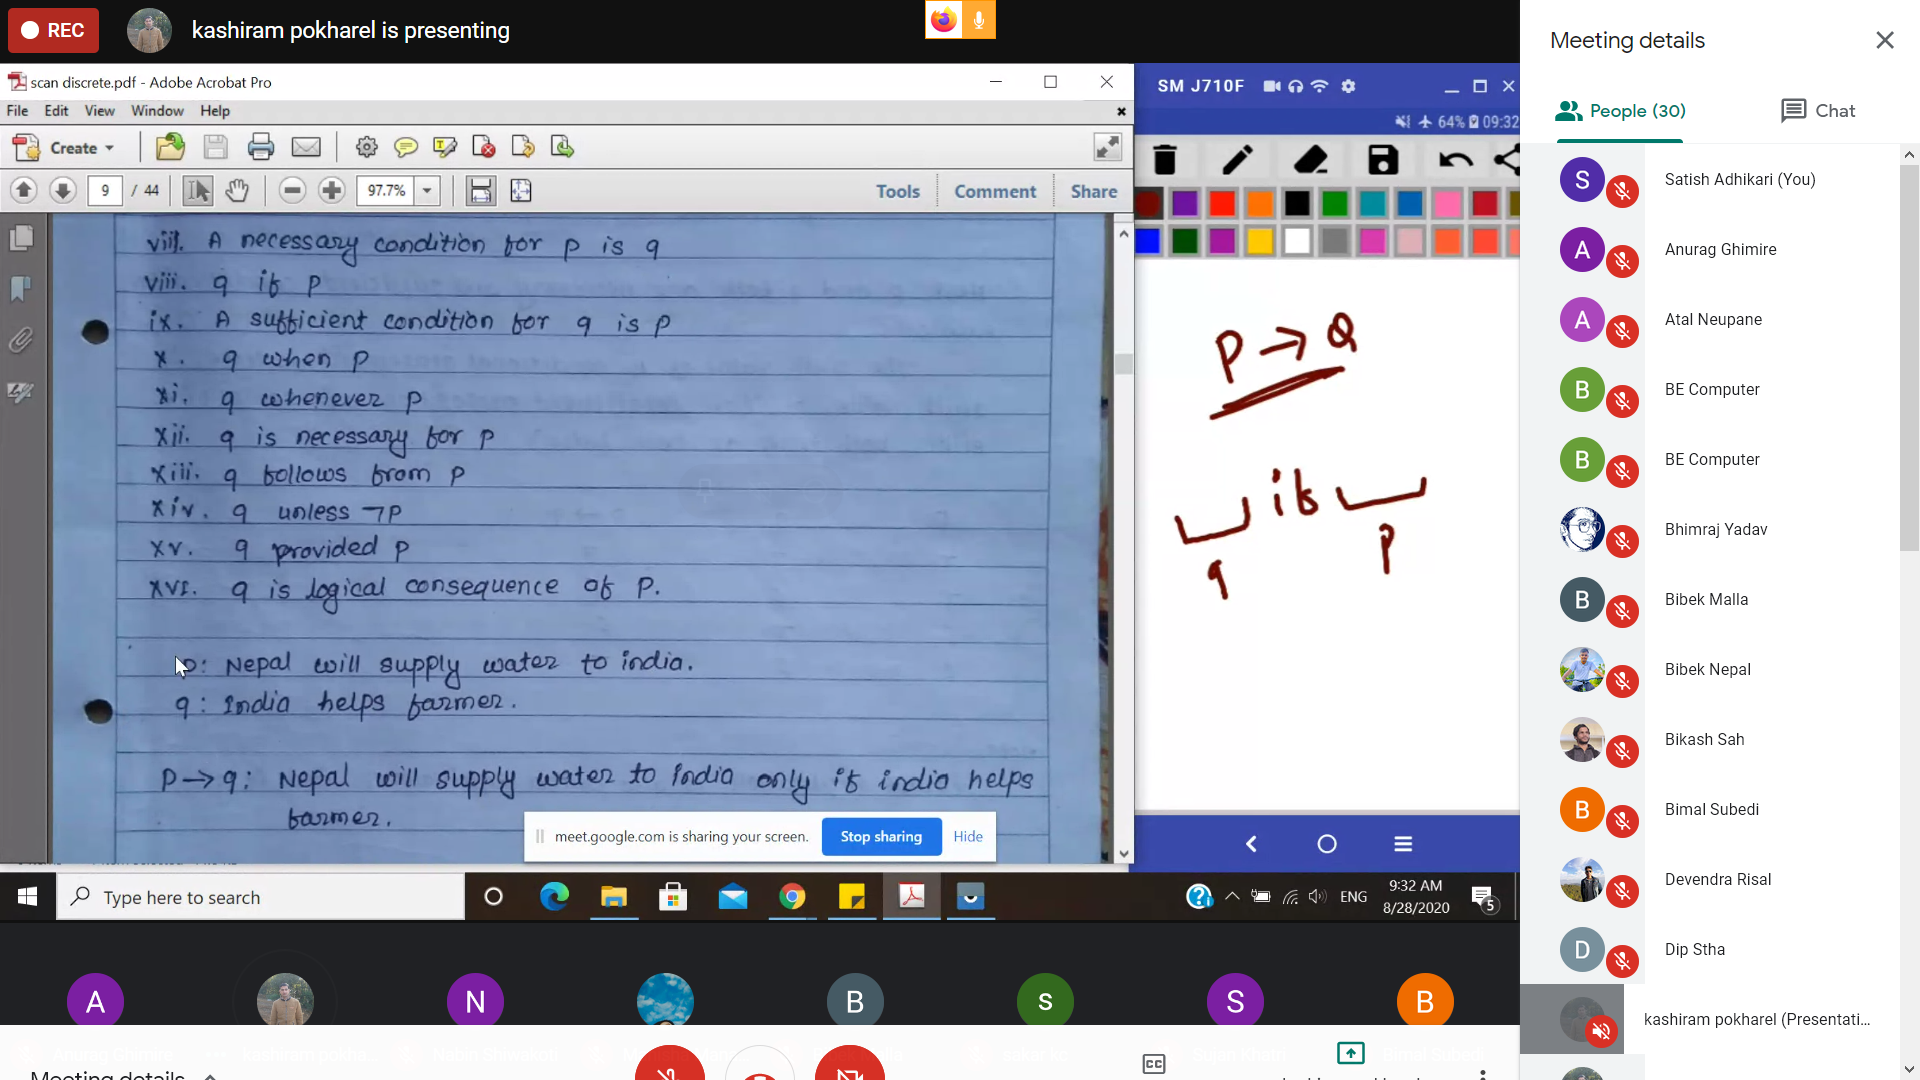 REC
kashiram pokharel is presenting
scan discrete.pdf - Adobe Acrobat Pro
File Edit View Window Help
Create
9 / 44
97.7%
Tools Comment Share
viii. A necessary condition for p is q
viii. q if p
ix. A sufficient condition for q is p
x. q when p
xi. q whenever p
xii. q is necessary for p
xiii. q follows from p
xiv. q unless ¬p
xv. q provided p
xvi. q is logical consequence of p.
p: Nepal will supply water to india.
q: India helps farmer.
p → q: Nepal will supply water to india only if india helps
farmer.
meet.google.com is sharing your screen.
Stop sharing
Hide
SM J710F
64% 09:32
P → Q
if
q
p
Type here to search
ENG
9:32 AM
8/28/2020
5
A
N
B
S
S
B
Meeting details
CC
Meeting details
People (30)
Chat
S Satish Adhikari (You)
A Anurag Ghimire
A Atal Neupane
B BE Computer
B BE Computer
Bhimraj Yadav
B Bibek Malla
Bibek Nepal
Bikash Sah
B Bimal Subedi
Devendra Risal
D Dip Stha
kashiram pokharel (Presentati...